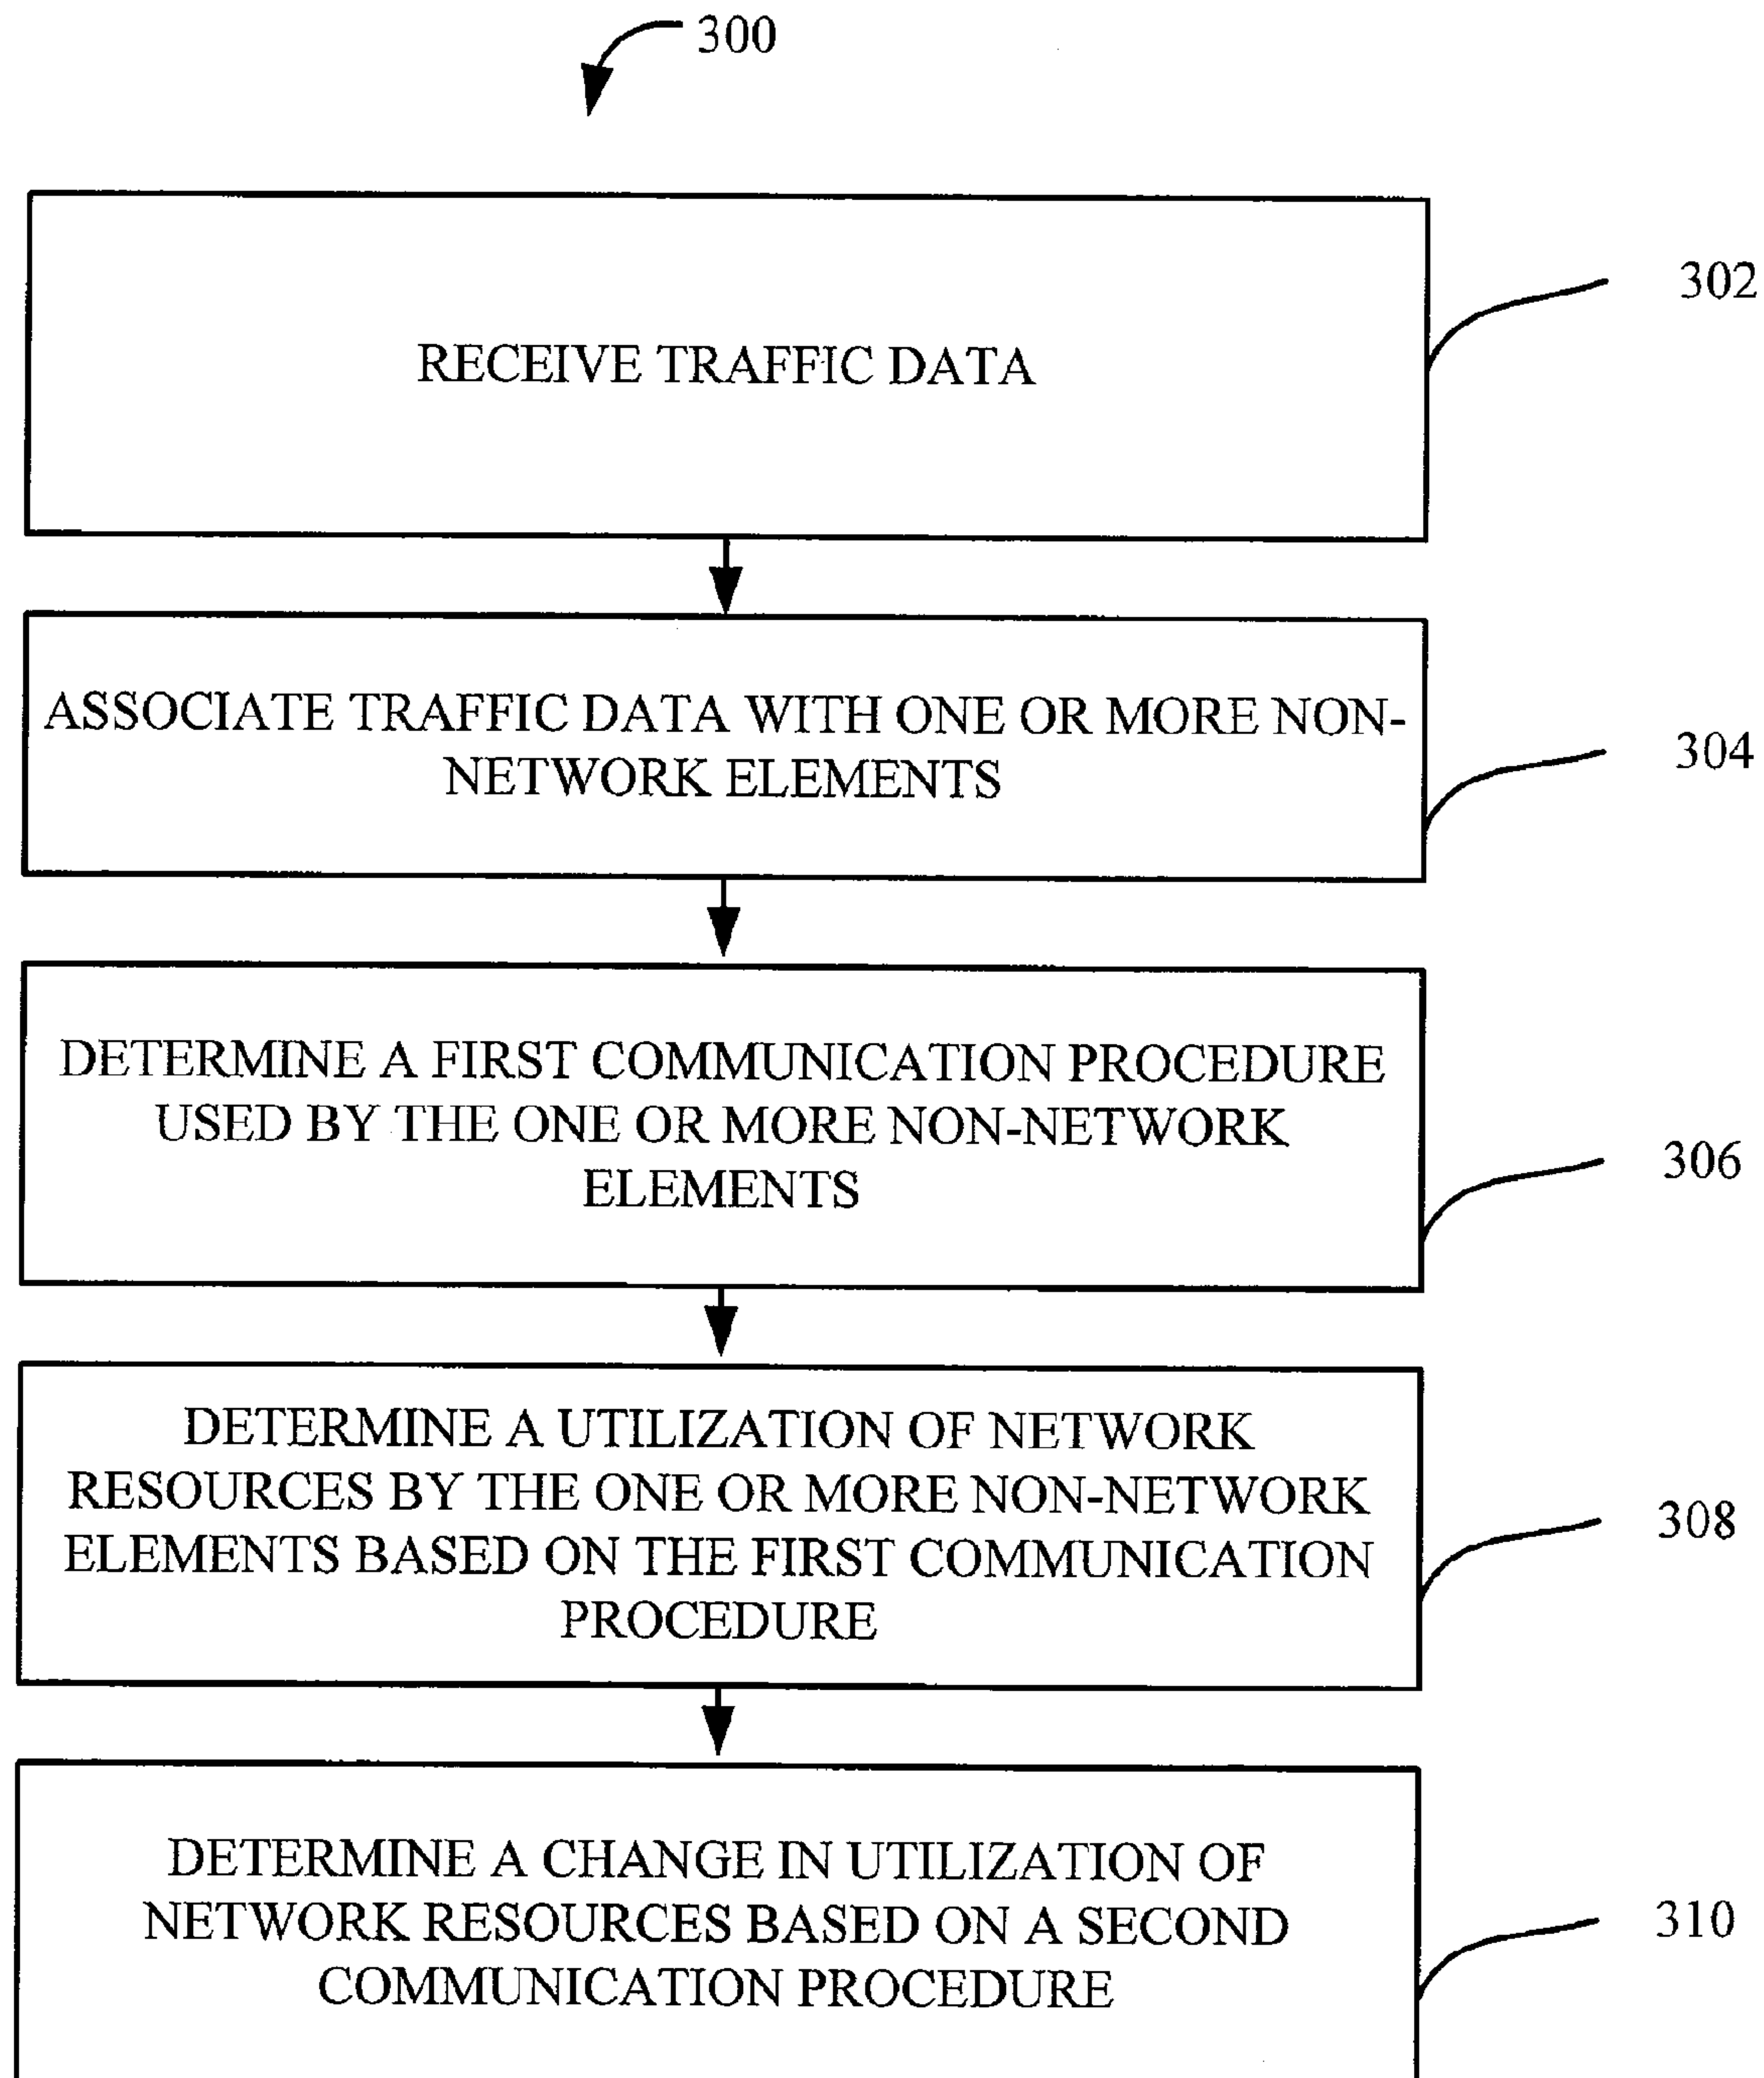 300
RECEIVE TRAFFIC DATA
302
ASSOCIATE TRAFFIC DATA WITH ONE OR MORE NON-
NETWORK ELEMENTS
304
DETERMINE A FIRST COMMUNICATION PROCEDURE
USED BY THE ONE OR MORE NON-NETWORK
ELEMENTS
306
DETERMINE A UTILIZATION OF NETWORK
RESOURCES BY THE ONE OR MORE NON-NETWORK
ELEMENTS BASED ON THE FIRST COMMUNICATION
PROCEDURE
308
DETERMINE A CHANGE IN UTILIZATION OF
NETWORK RESOURCES BASED ON A SECOND
COMMUNICATION PROCEDURE
310